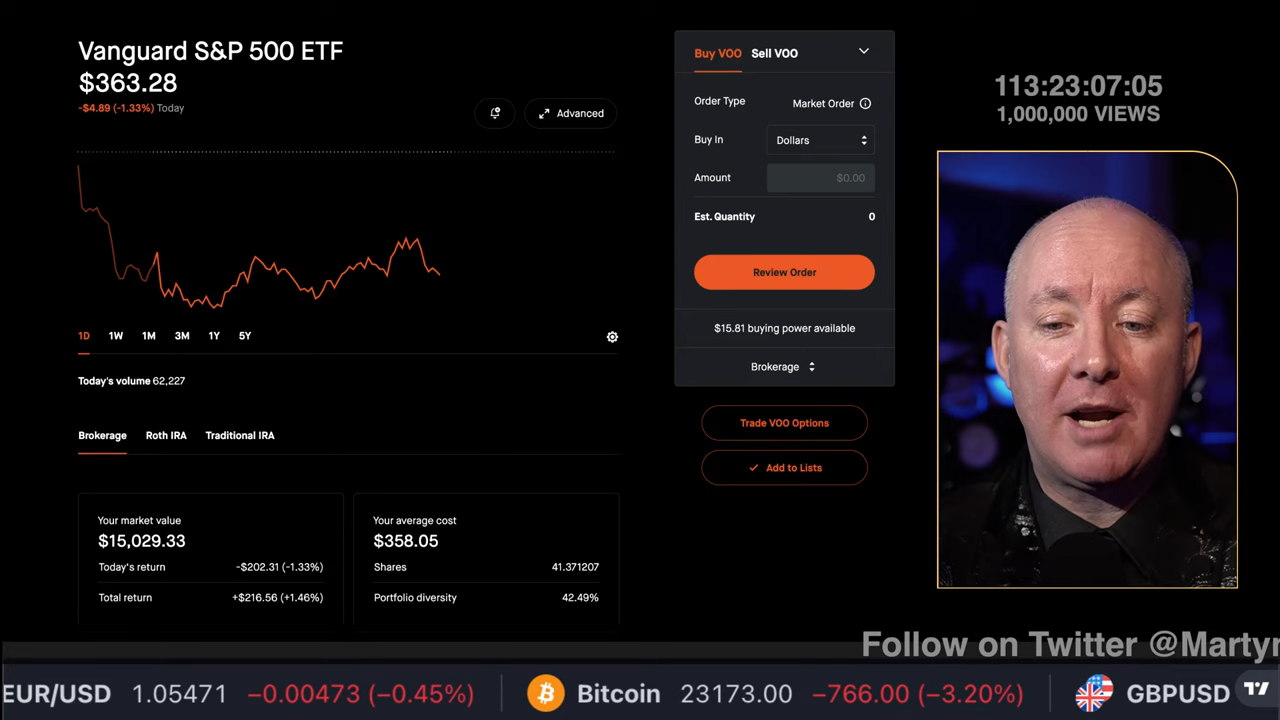 Vanguard S&P 500 ETF
$363.28
-$4.89 (-1.33%) Today
Advanced
1D 1W 1M 3M 1Y 5Y
Today's volume 62,227
Brokerage Roth IRA Traditional IRA
Your market value
$15,029.33
Today's return -$202.31 (-1.33%)
Total return +$216.56 (+1.46%)
Your average cost
$358.05
Shares 41.371207
Portfolio diversity 42.49%
Buy VOO Sell VOO
Order Type Market Order
Buy In Dollars
Amount $0.00
Est. Quantity 0
Review Order
$15.81 buying power available
Brokerage
Trade VOO Options
Add to Lists
113:23:07:05
1,000,000 VIEWS
Follow on Twitter @Martyn
EUR/USD 1.05471 −0.00473 (−0.45%) Bitcoin 23173.00 −766.00 (−3.20%) GBPUSD